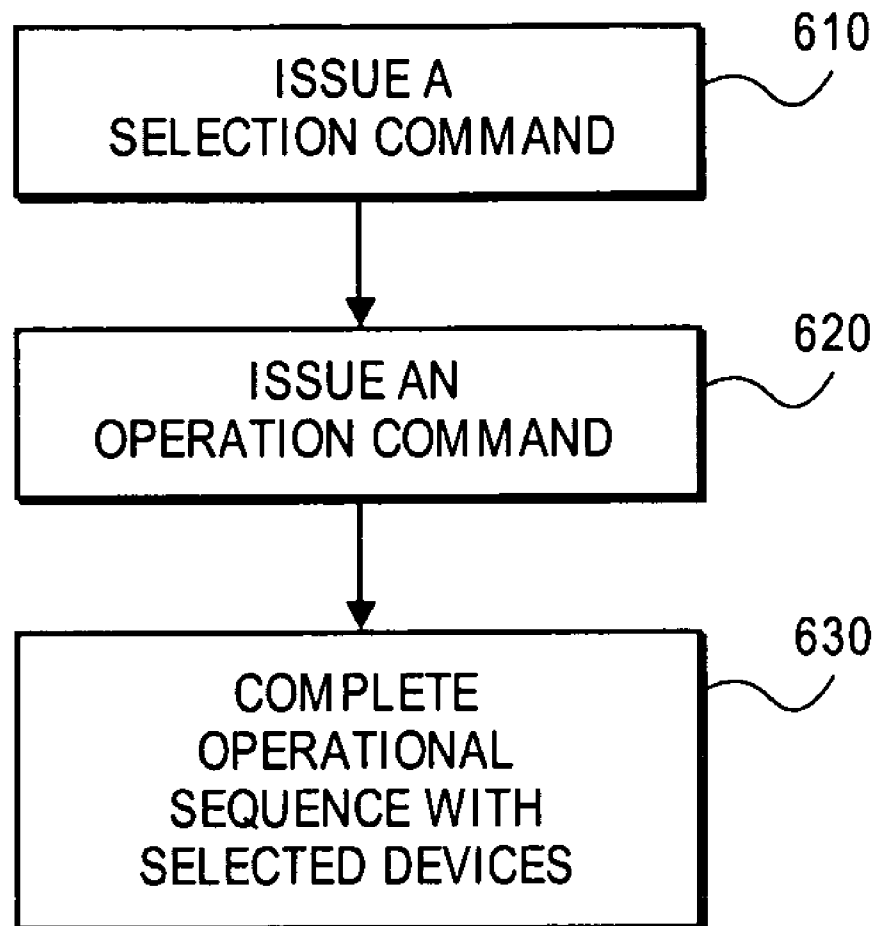 610
ISSUE A
SELECTION COMMAND
620
ISSUE AN
OPERATION COMMAND
630
COMPLETE
OPERATIONAL
SEQUENCE WITH
SELECTED DEVICES